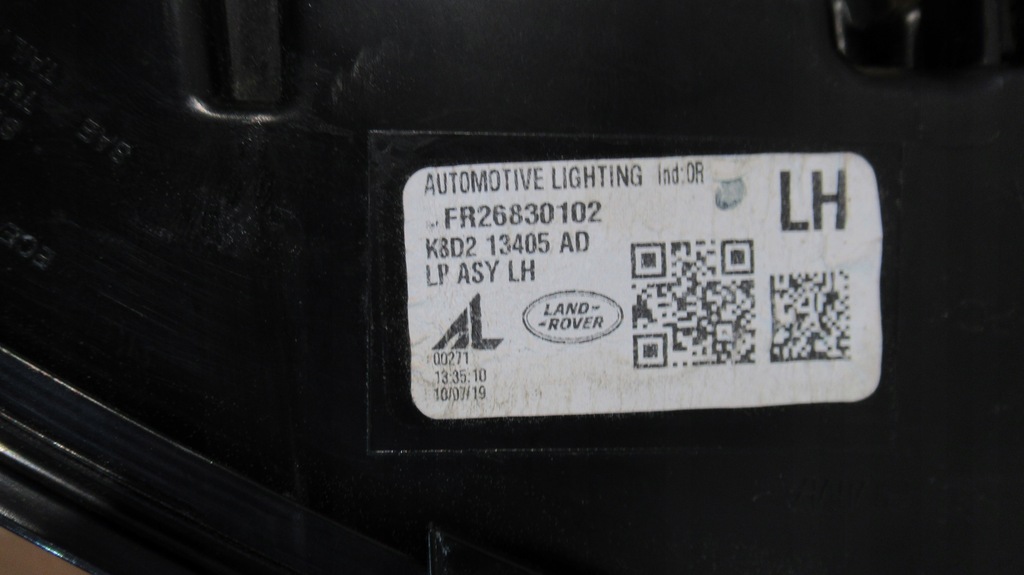 AUTOMOTIVE LIGHTING Ind:0R
FR26830102
K8D2 13405 AD
LP ASY LH
LH
AL
LAND-
-ROVER
00271
13:35:10
10/07/19